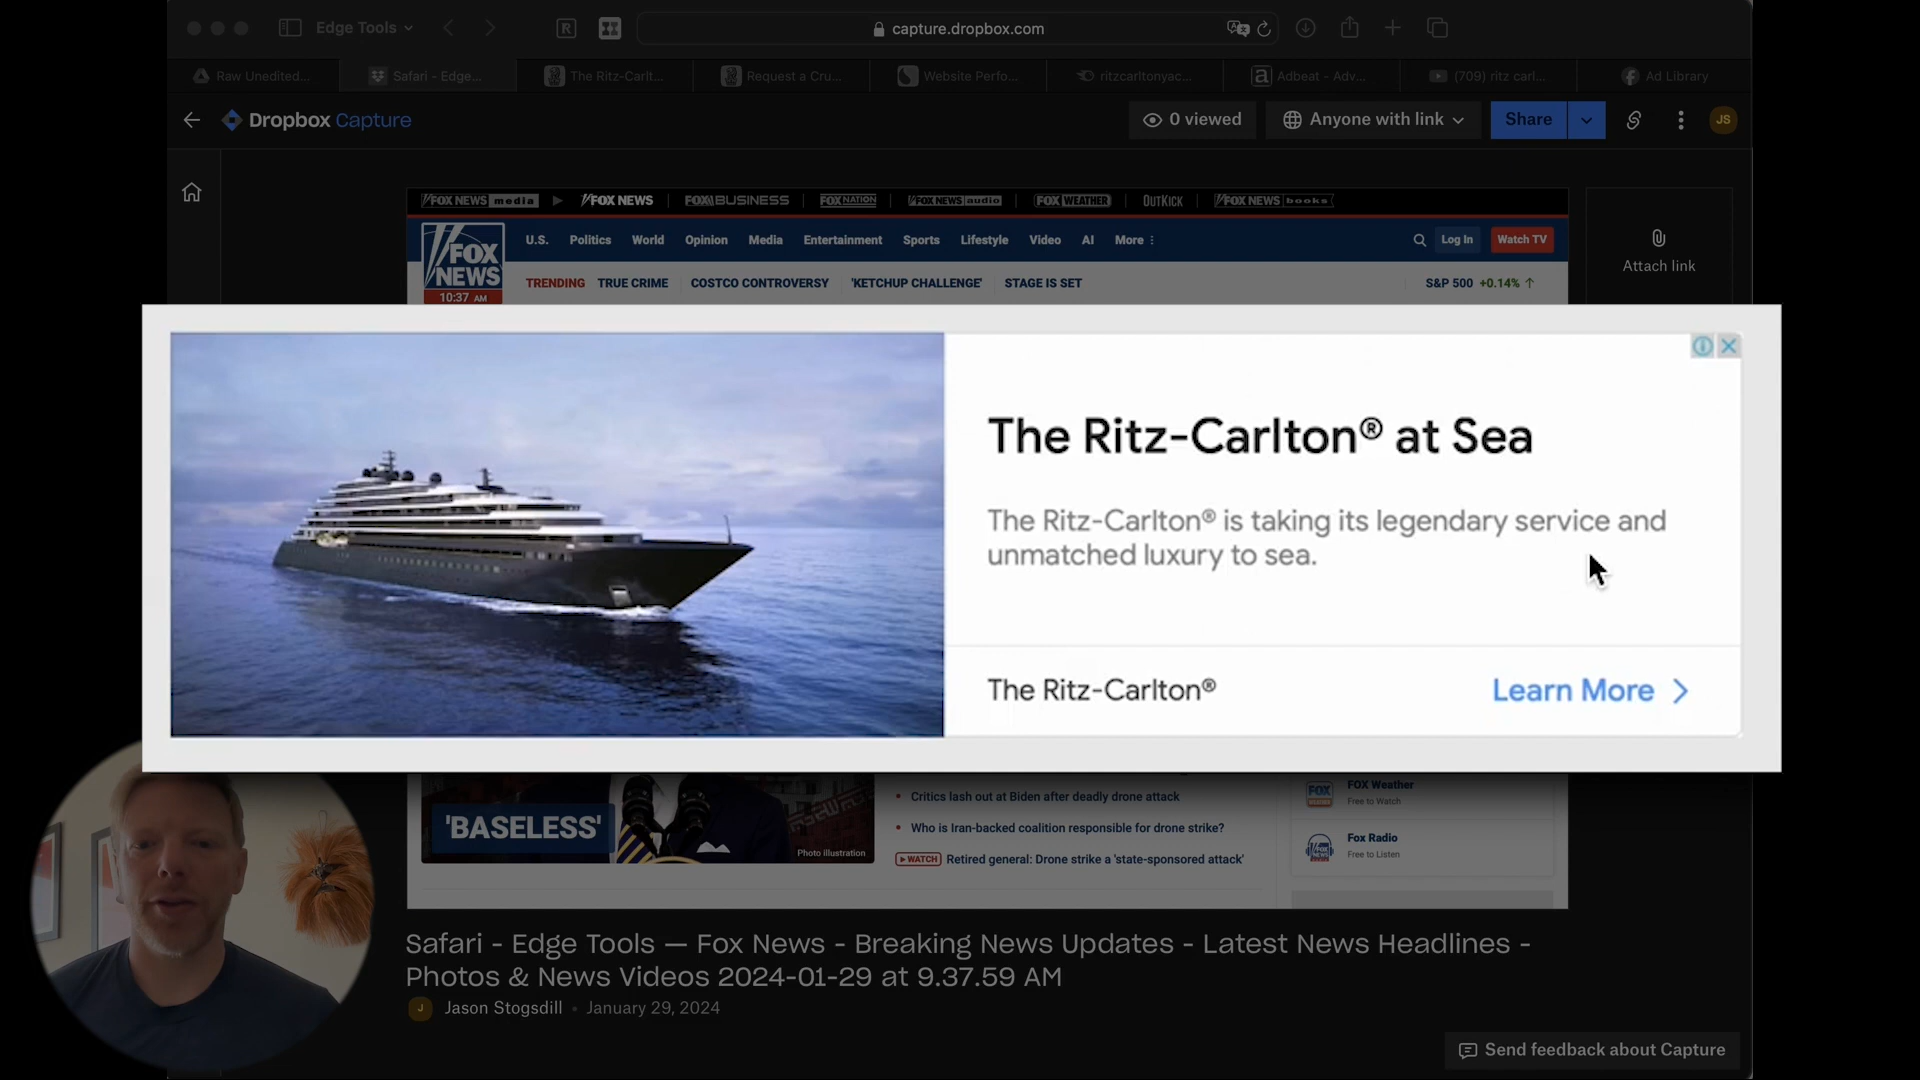 Edge Tools
capture.dropbox.com
Raw Unedited...
Safari - Edge...
The Ritz-Carlt...
Request a Cru...
Website Perfo...
ritzcarltonyac...
Adbeat - Adv...
(709) ritz carl...
Ad Library
Dropbox Capture
0 viewed
Anyone with link
Share
JS
FOX NEWS media
FOX NEWS
FOX BUSINESS
FOX NATION
FOX NEWS audio
FOX WEATHER
OUTKICK
FOX NEWS books
FOX NEWS
U.S. Politics World Opinion Media Entertainment Sports Lifestyle Video AI More
Log In
Watch TV
Attach link
10:37 AM
TRENDING TRUE CRIME COSTCO CONTROVERSY 'KETCHUP CHALLENGE' STAGE IS SET
S&P 500 +0.14% ↑
The Ritz-Carlton® at Sea
The Ritz-Carlton® is taking its legendary service and
unmatched luxury to sea.
The Ritz-Carlton®
Learn More
'BASELESS'
Photo illustration
Critics lash out at Biden after deadly drone attack
Who is Iran-backed coalition responsible for drone strike?
WATCH Retired general: Drone strike a 'state-sponsored attack'
FOX WEATHER
FOX Weather
Free to Watch
Fox Radio
Free to Listen
Safari - Edge Tools — Fox News - Breaking News Updates - Latest News Headlines -
Photos & News Videos 2024-01-29 at 9.37.59 AM
J
Jason Stogsdill • January 29, 2024
Send feedback about Capture